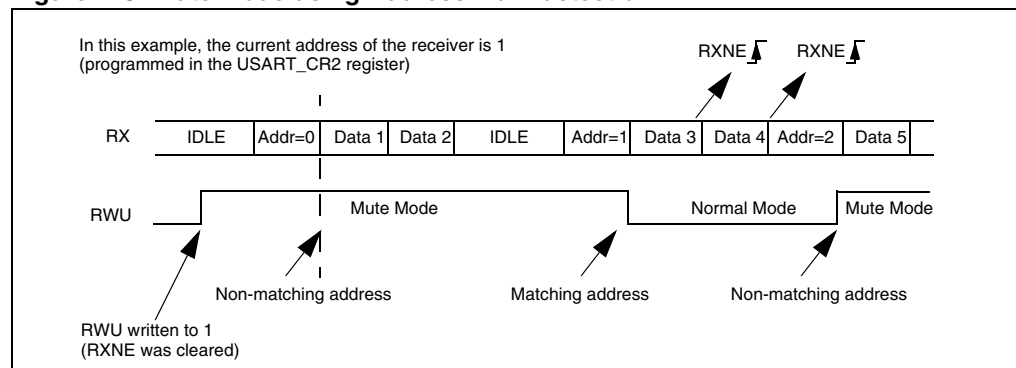 In this example, the current address of the receiver is 1
(programmed in the USART_CR2 register)
RXNE RXNE
RX IDLE Addr=0 Data 1 Data 2 IDLE Addr=1 Data 3 Data 4 Addr=2 Data 5
RWU Mute Mode Normal Mode Mute Mode
Non-matching address Matching address Non-matching address
RWU written to 1
(RXNE was cleared)